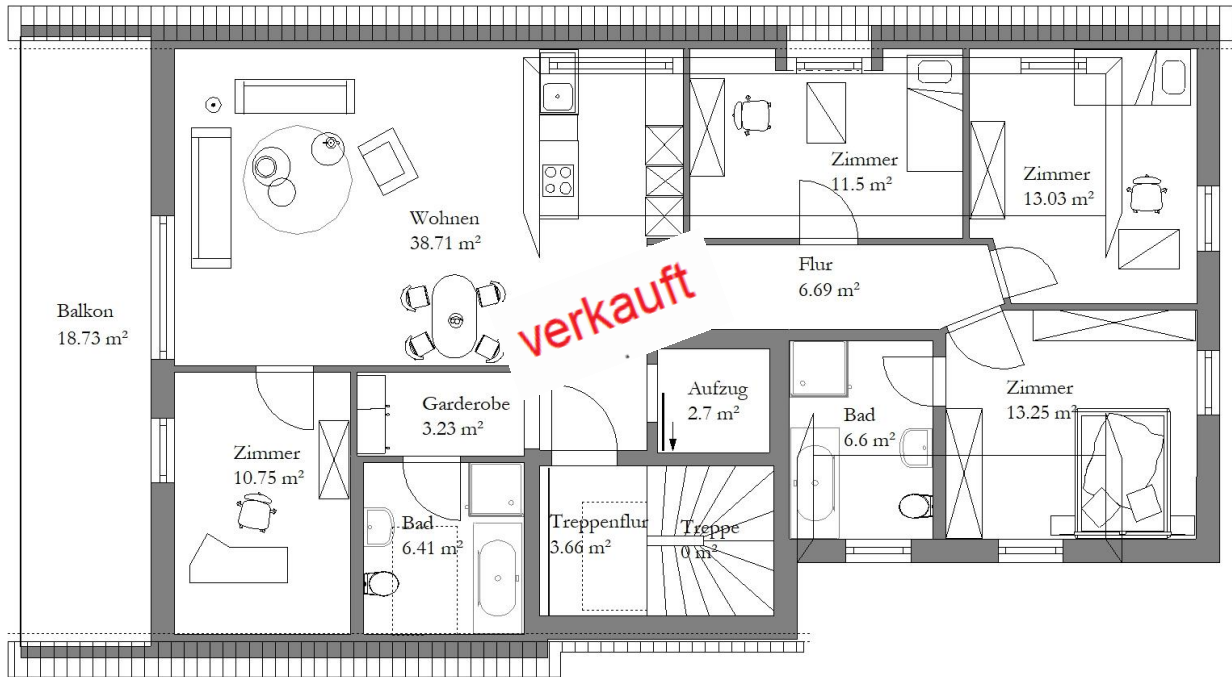 Zimmer
11.5 m²
Zimmer
13.03 m²
Wohnen
38.71 m²
Flur
6.69 m²
Balkon
18.73 m²
verkauft
Garderobe
3.23 m²
Aufzug
2.7 m²
Bad
6.6 m²
Zimmer
13.25 m²
Zimmer
10.75 m²
Bad
6.41 m²
Treppenflur
3.66 m²
Treppe
0 m²